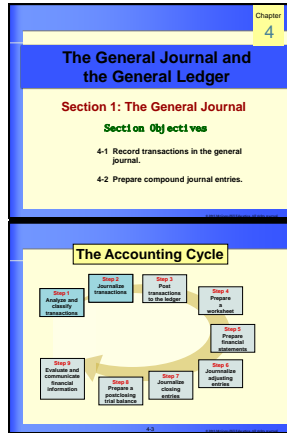 Chapter
4
The General Journal and
the General Ledger
Section 1: The General Journal
Section Objectives
4-1 Record transactions in the general
journal.
4-2 Prepare compound journal entries.
The Accounting Cycle
Step 1
Analyze and
classify
transactions
Step 2
Journalize
transactions
Step 3
Post
transactions
to the ledger
Step 4
Prepare
a
worksheet
Step 5
Prepare
financial
statements
Step 6
Journalize
adjusting
entries
Step 7
Journalize
closing
entries
Step 8
Prepare a
postclosing
trial balance
Step 9
Evaluate and
communicate
financial
information
4-2